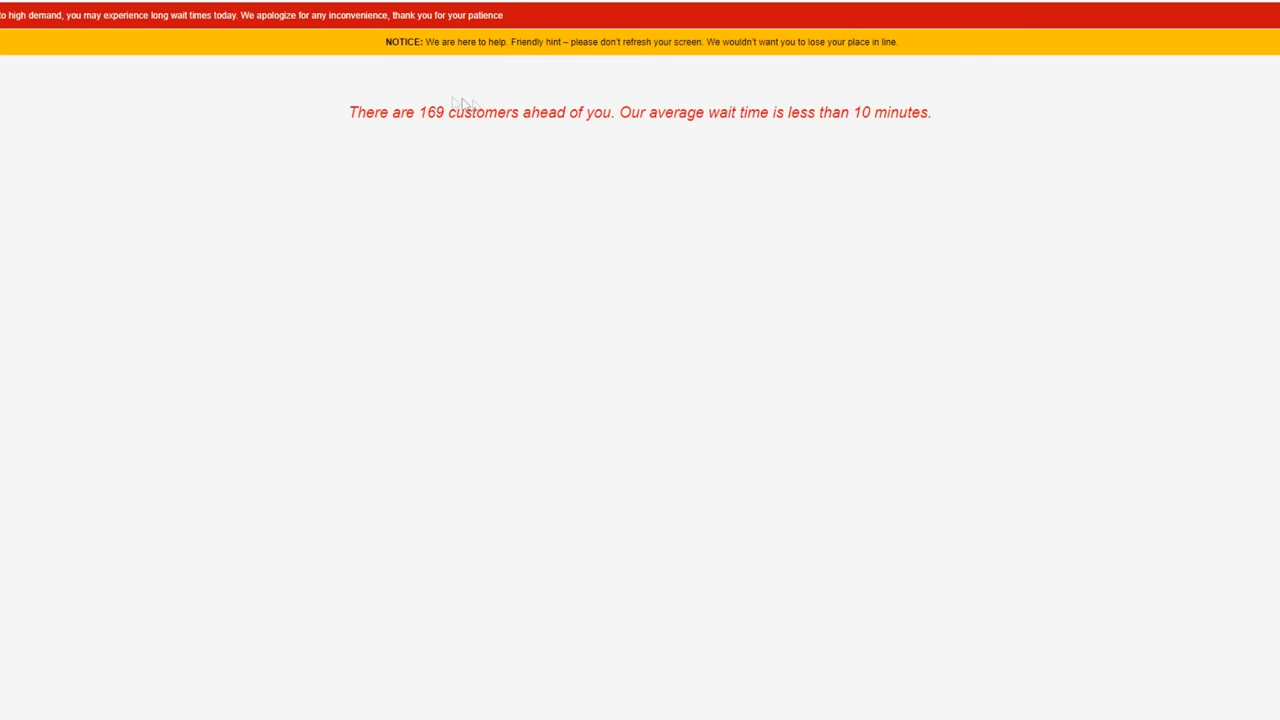 to high demand, you may experience long wait times today. We apologize for any inconvenience, thank you for your patience
NOTICE: We are here to help. Friendly hint – please don't refresh your screen. We wouldn't want you to lose your place in line.
There are 169 customers ahead of you. Our average wait time is less than 10 minutes.